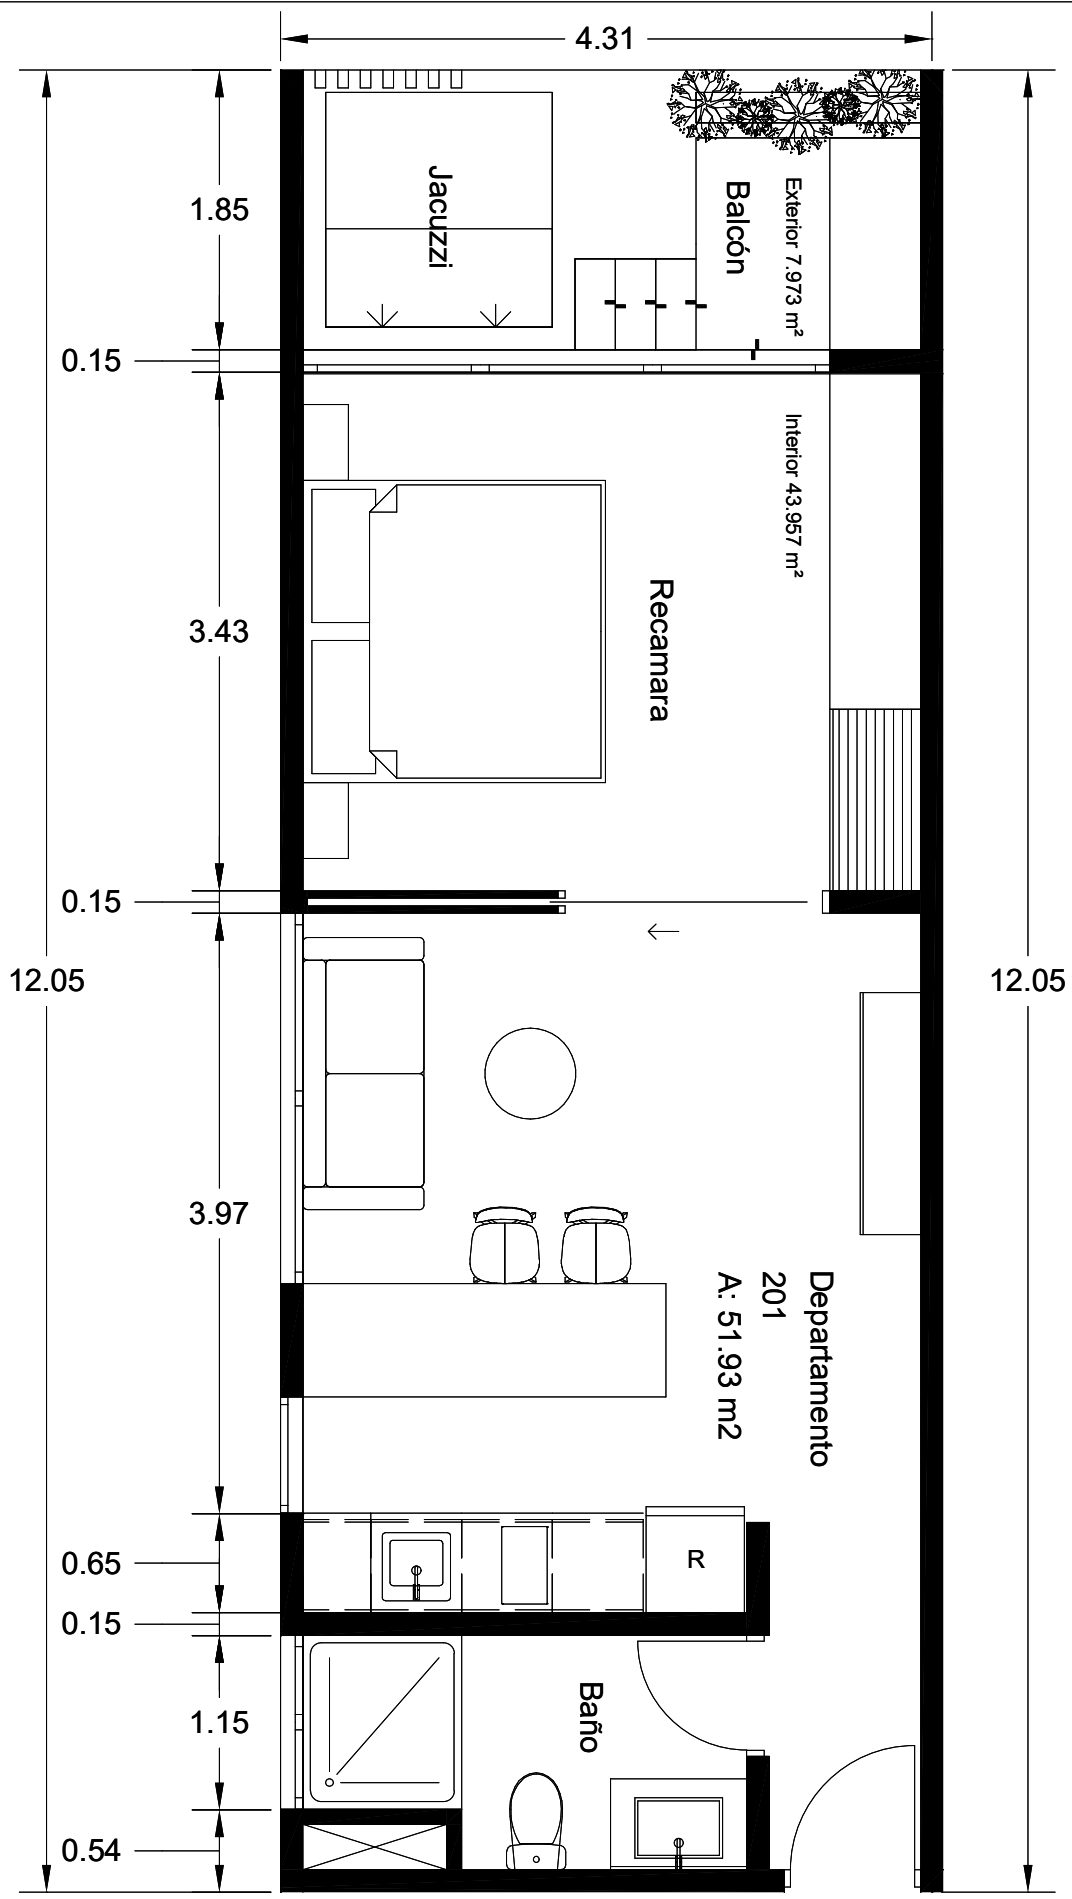 4.31
1.85
0.15
3.43
0.15
12.05
3.97
0.65
0.15
1.15
0.54
12.05
Jacuzzi
Balcón
Exterior 7.973 m²
Interior 43.957 m²
Recamara
Departamento
201
A: 51.93 m2
R
Baño